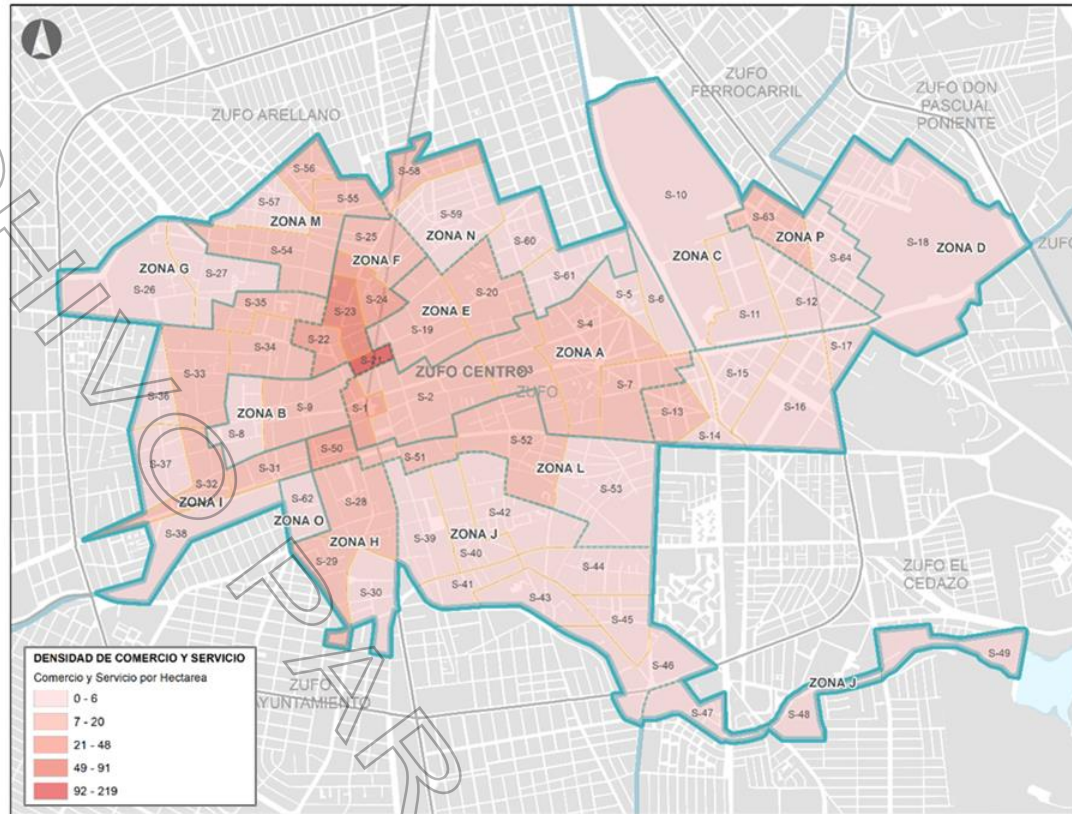 ZUFO ARELLANO
ZUFO
FERROCARRIL
ZUFO DON
PASCUAL
PONIENTE
S-56
S-58
S-55
S-57
ZONA M
S-59
S-10
S-63
ZONA P
S-25
ZONA N
S-60
S-18
ZONA D
ZUFO
S-54
ZONA F
ZONA C
S-64
ZONA G
S-27
S-61
S-26
S-20
S-5
S-6
S-12
S-35
S-24
S-23
ZONA E
S-11
S-19
S-4
S-22
S-34
S-17
ZONA A
S-21
ZUFO CENTRO
S-3
S-33
S-15
S-7
ZUFO
S-36
S-9
S-1
S-2
S-16
ZONA B
S-13
S-8
S-14
S-52
S-50
S-51
S-37
S-31
ZONA L
S-32
S-53
ZONA I
S-62
S-28
S-42
ZONA O
S-38
ZONA H
S-39
ZONA J
S-40
S-29
S-44
ZUFO EL
CEDAZO
S-30
S-41
S-43
S-45
S-46
S-49
ZONA J
S-47
S-48
ZUFO
AYUNTAMIENTO
DENSIDAD DE COMERCIO Y SERVICIO
Comercio y Servicio por Hectarea
0 - 6
7 - 20
21 - 48
49 - 91
92 - 219